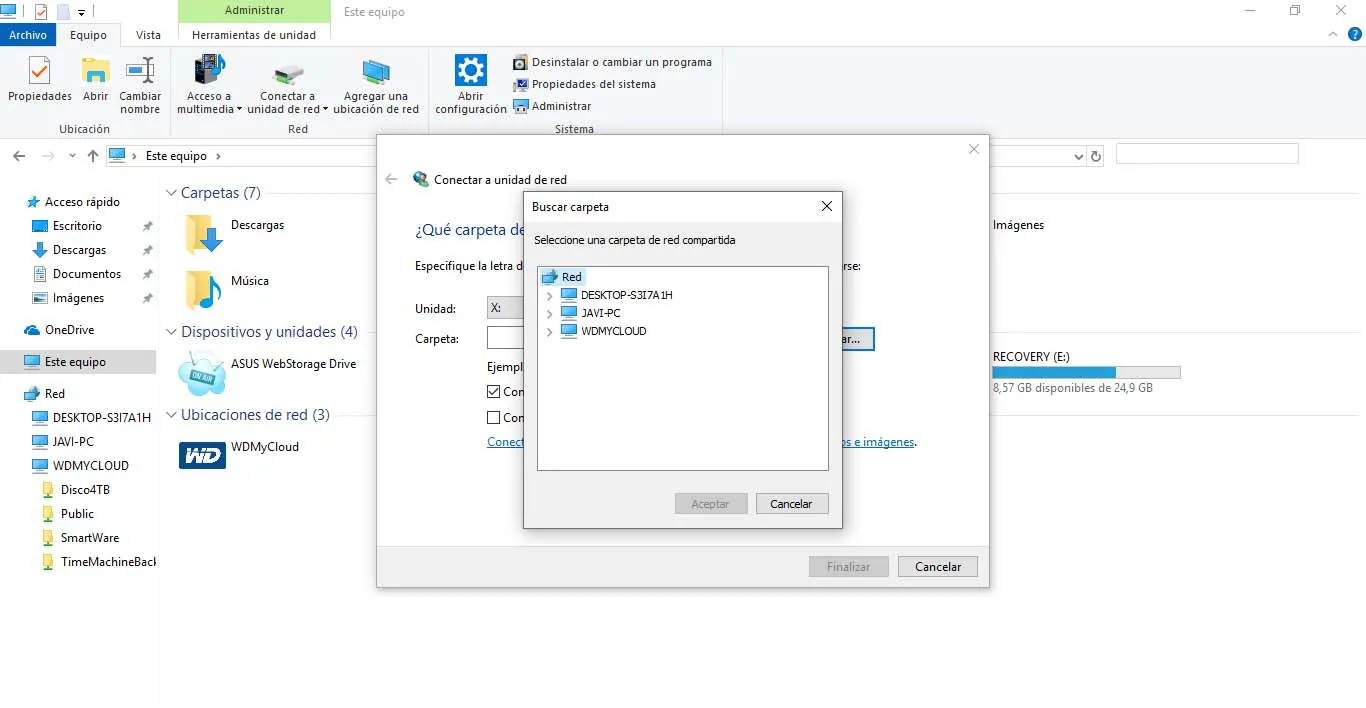 Administrar
Este equipo
Archivo
Equipo
Vista
Herramientas de unidad
Propiedades
Abrir
Cambiar
nombre
Acceso a
multimedia
Conectar a
unidad de red
Agregar una
ubicación de red
Abrir
configuración
Desinstalar o cambiar un programa
Propiedades del sistema
Administrar
Ubicación
Red
Sistema
Este equipo
Conectar a unidad de red
Buscar carpeta
Seleccione una carpeta de red compartida
Red
DESKTOP-S3I7A1H
JAVI-PC
WDMYCLOUD
Aceptar
Cancelar
¿Qué carpeta de
Especifique la letra d
rse:
Unidad:
X:
Carpeta:
ar...
Ejempl
Con
Con
Conect
os e imágenes.
Finalizar
Cancelar
Acceso rápido
Escritorio
Descargas
Documentos
Imágenes
OneDrive
Este equipo
Red
DESKTOP-S3I7A1H
JAVI-PC
WDMYCLOUD
Disco4TB
Public
SmartWare
TimeMachineBack
Carpetas (7)
Descargas
Imágenes
Música
Dispositivos y unidades (4)
ON AIR
ASUS WebStorage Drive
RECOVERY (E:)
8,57 GB disponibles de 24,9 GB
Ubicaciones de red (3)
WD
WDMyCloud